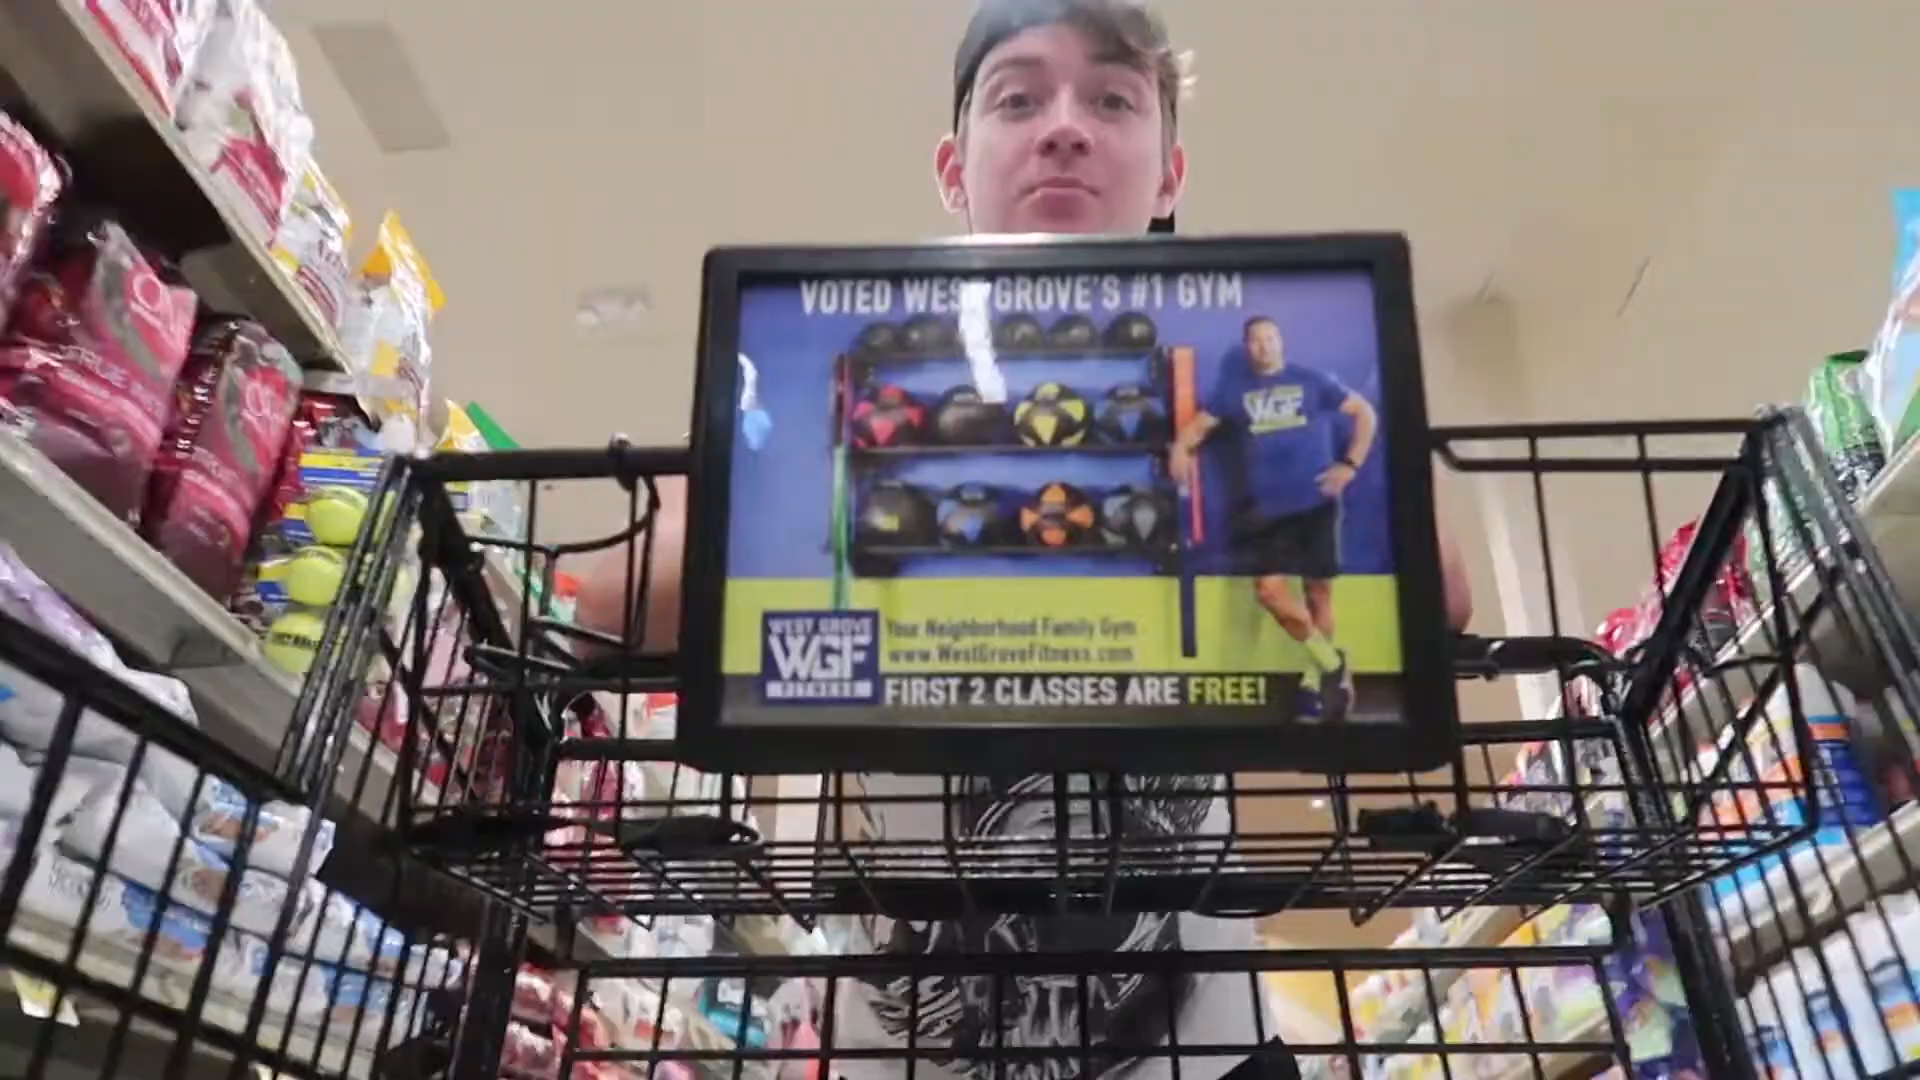 VOTED WEST GROVE'S #1 GYM
WGF
WEST GROVE
WGF
FITNESS
Your Neighborhood Family Gym
www.WestGroveFitness.com
FIRST 2 CLASSES ARE FREE!